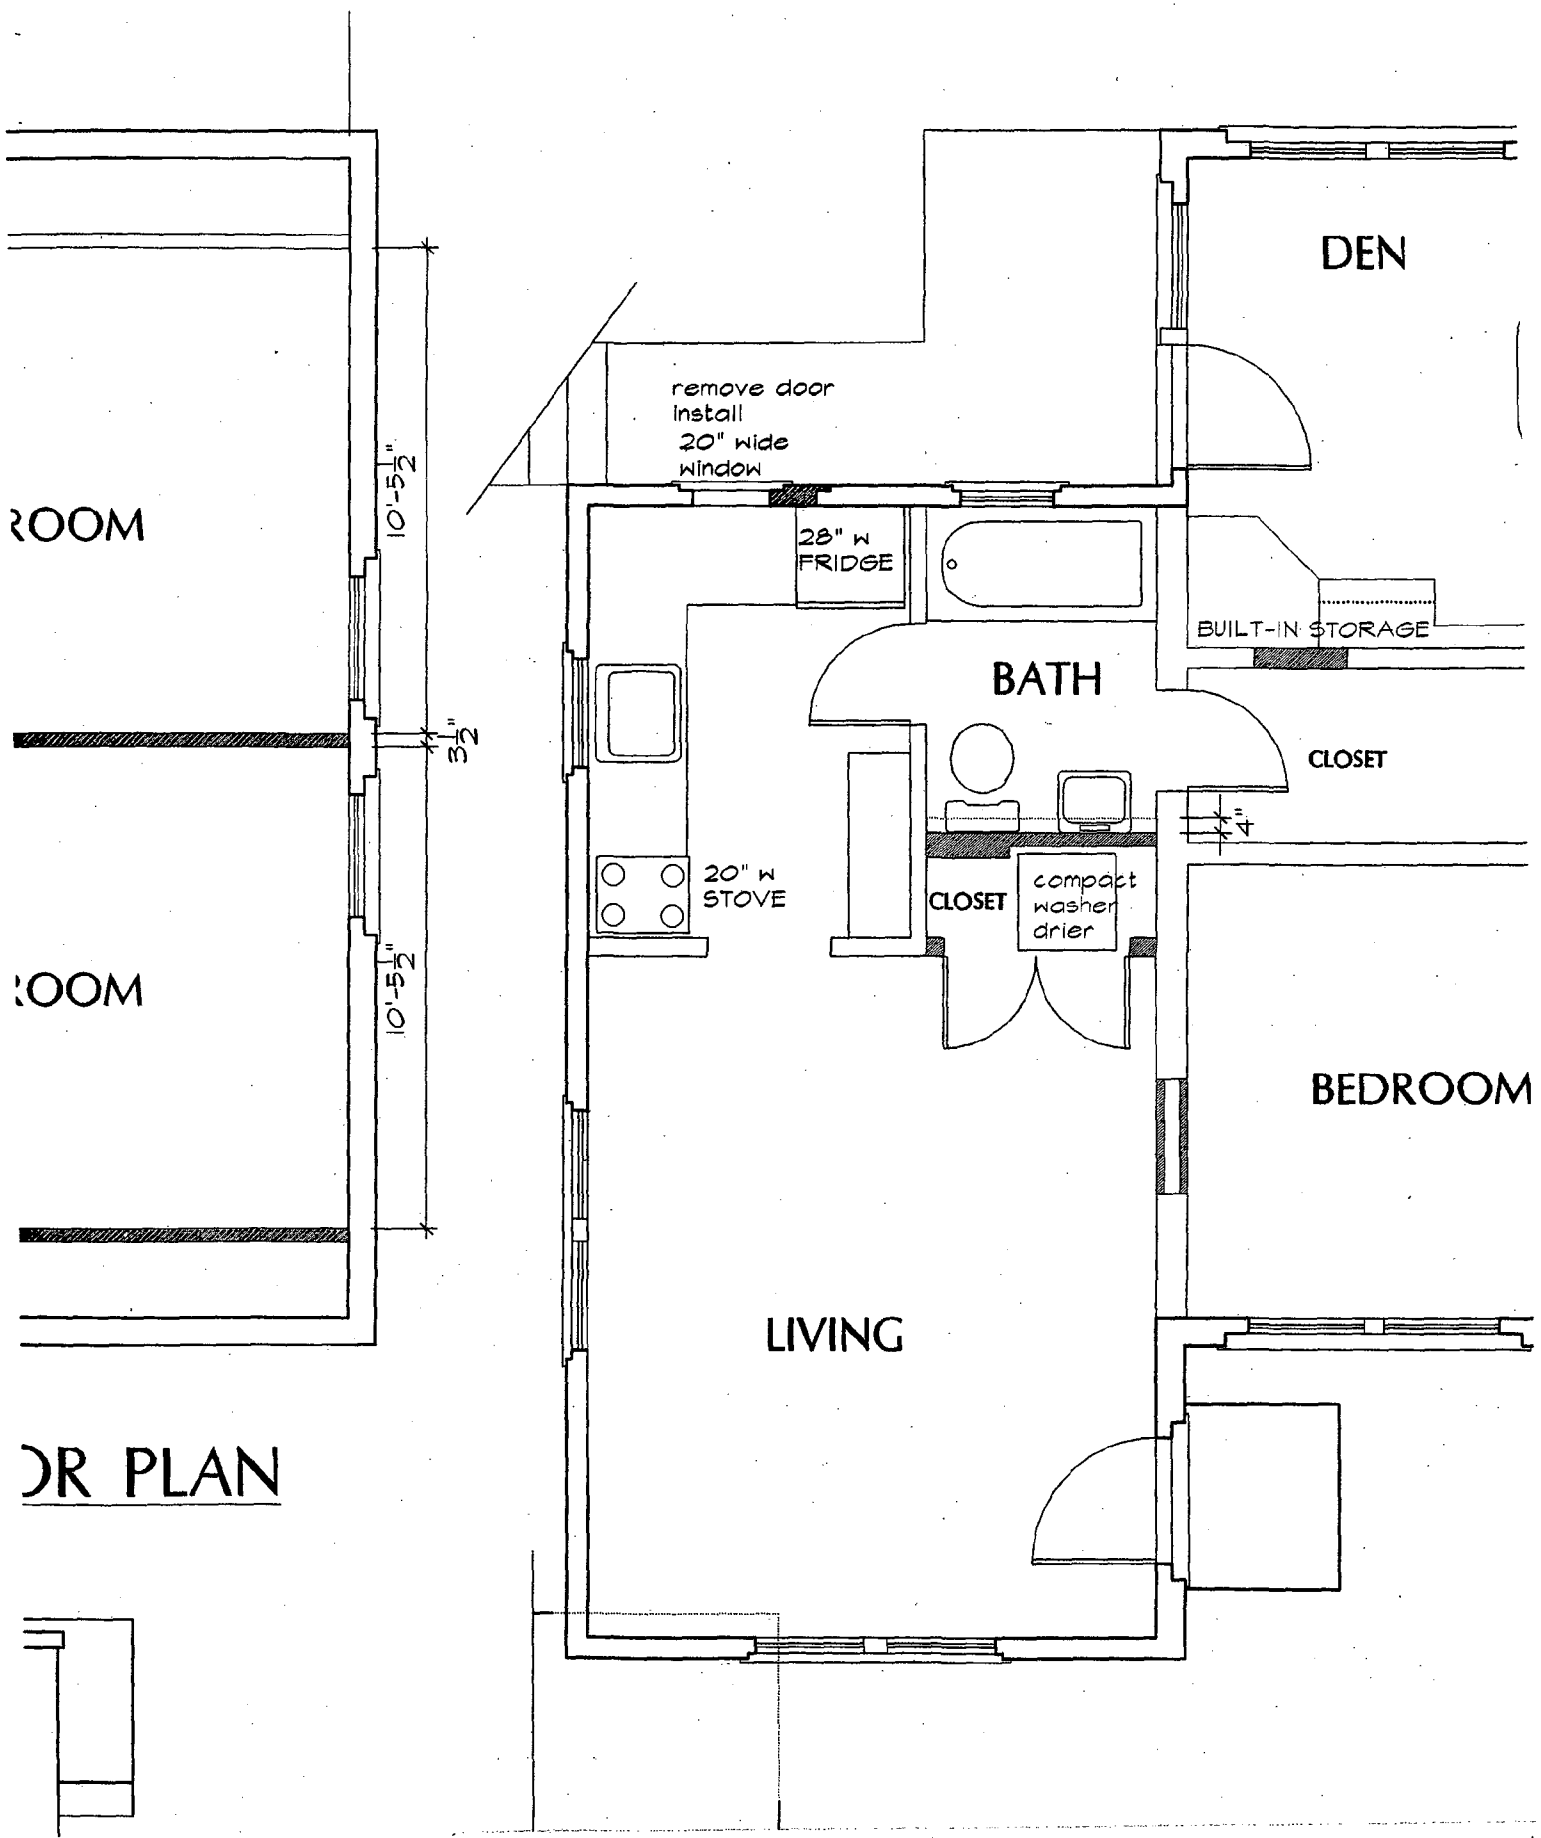 DEN
remove door
install
20" wide
window
10'-5½"
ROOM
28" W
FRIDGE
BUILT-IN STORAGE
BATH
3½"
CLOSET
4"
20" W
STOVE
CLOSET
compact
washer
drier
10'-5½"
ROOM
BEDROOM
LIVING
OR PLAN